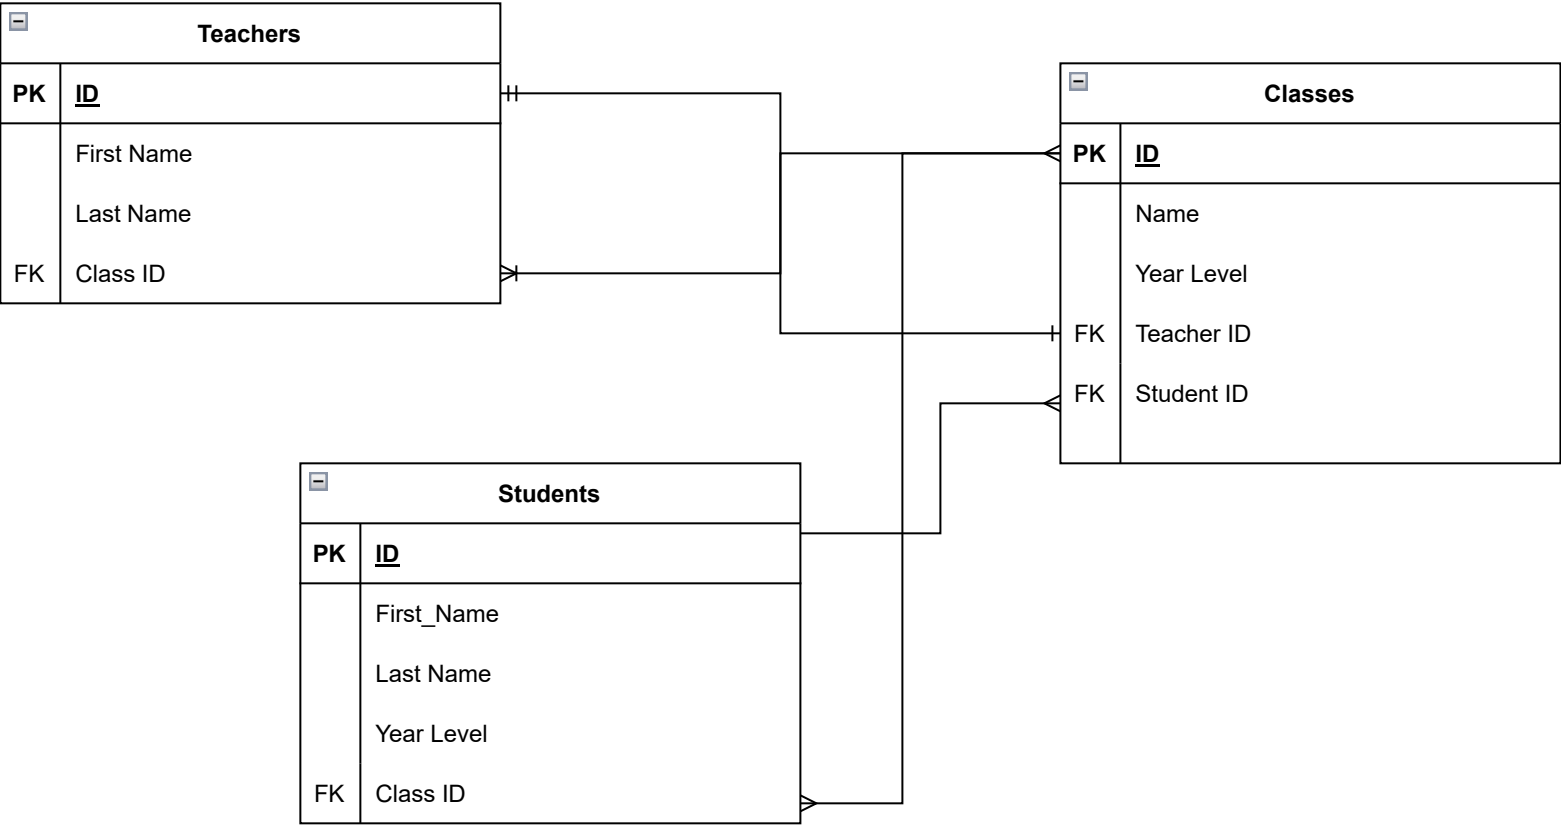 Teachers
PK ID
First Name
Last Name
FK Class ID
Classes
PK ID
Name
Year Level
FK Teacher ID
FK Student ID
Students
PK ID
First_Name
Last Name
Year Level
FK Class ID